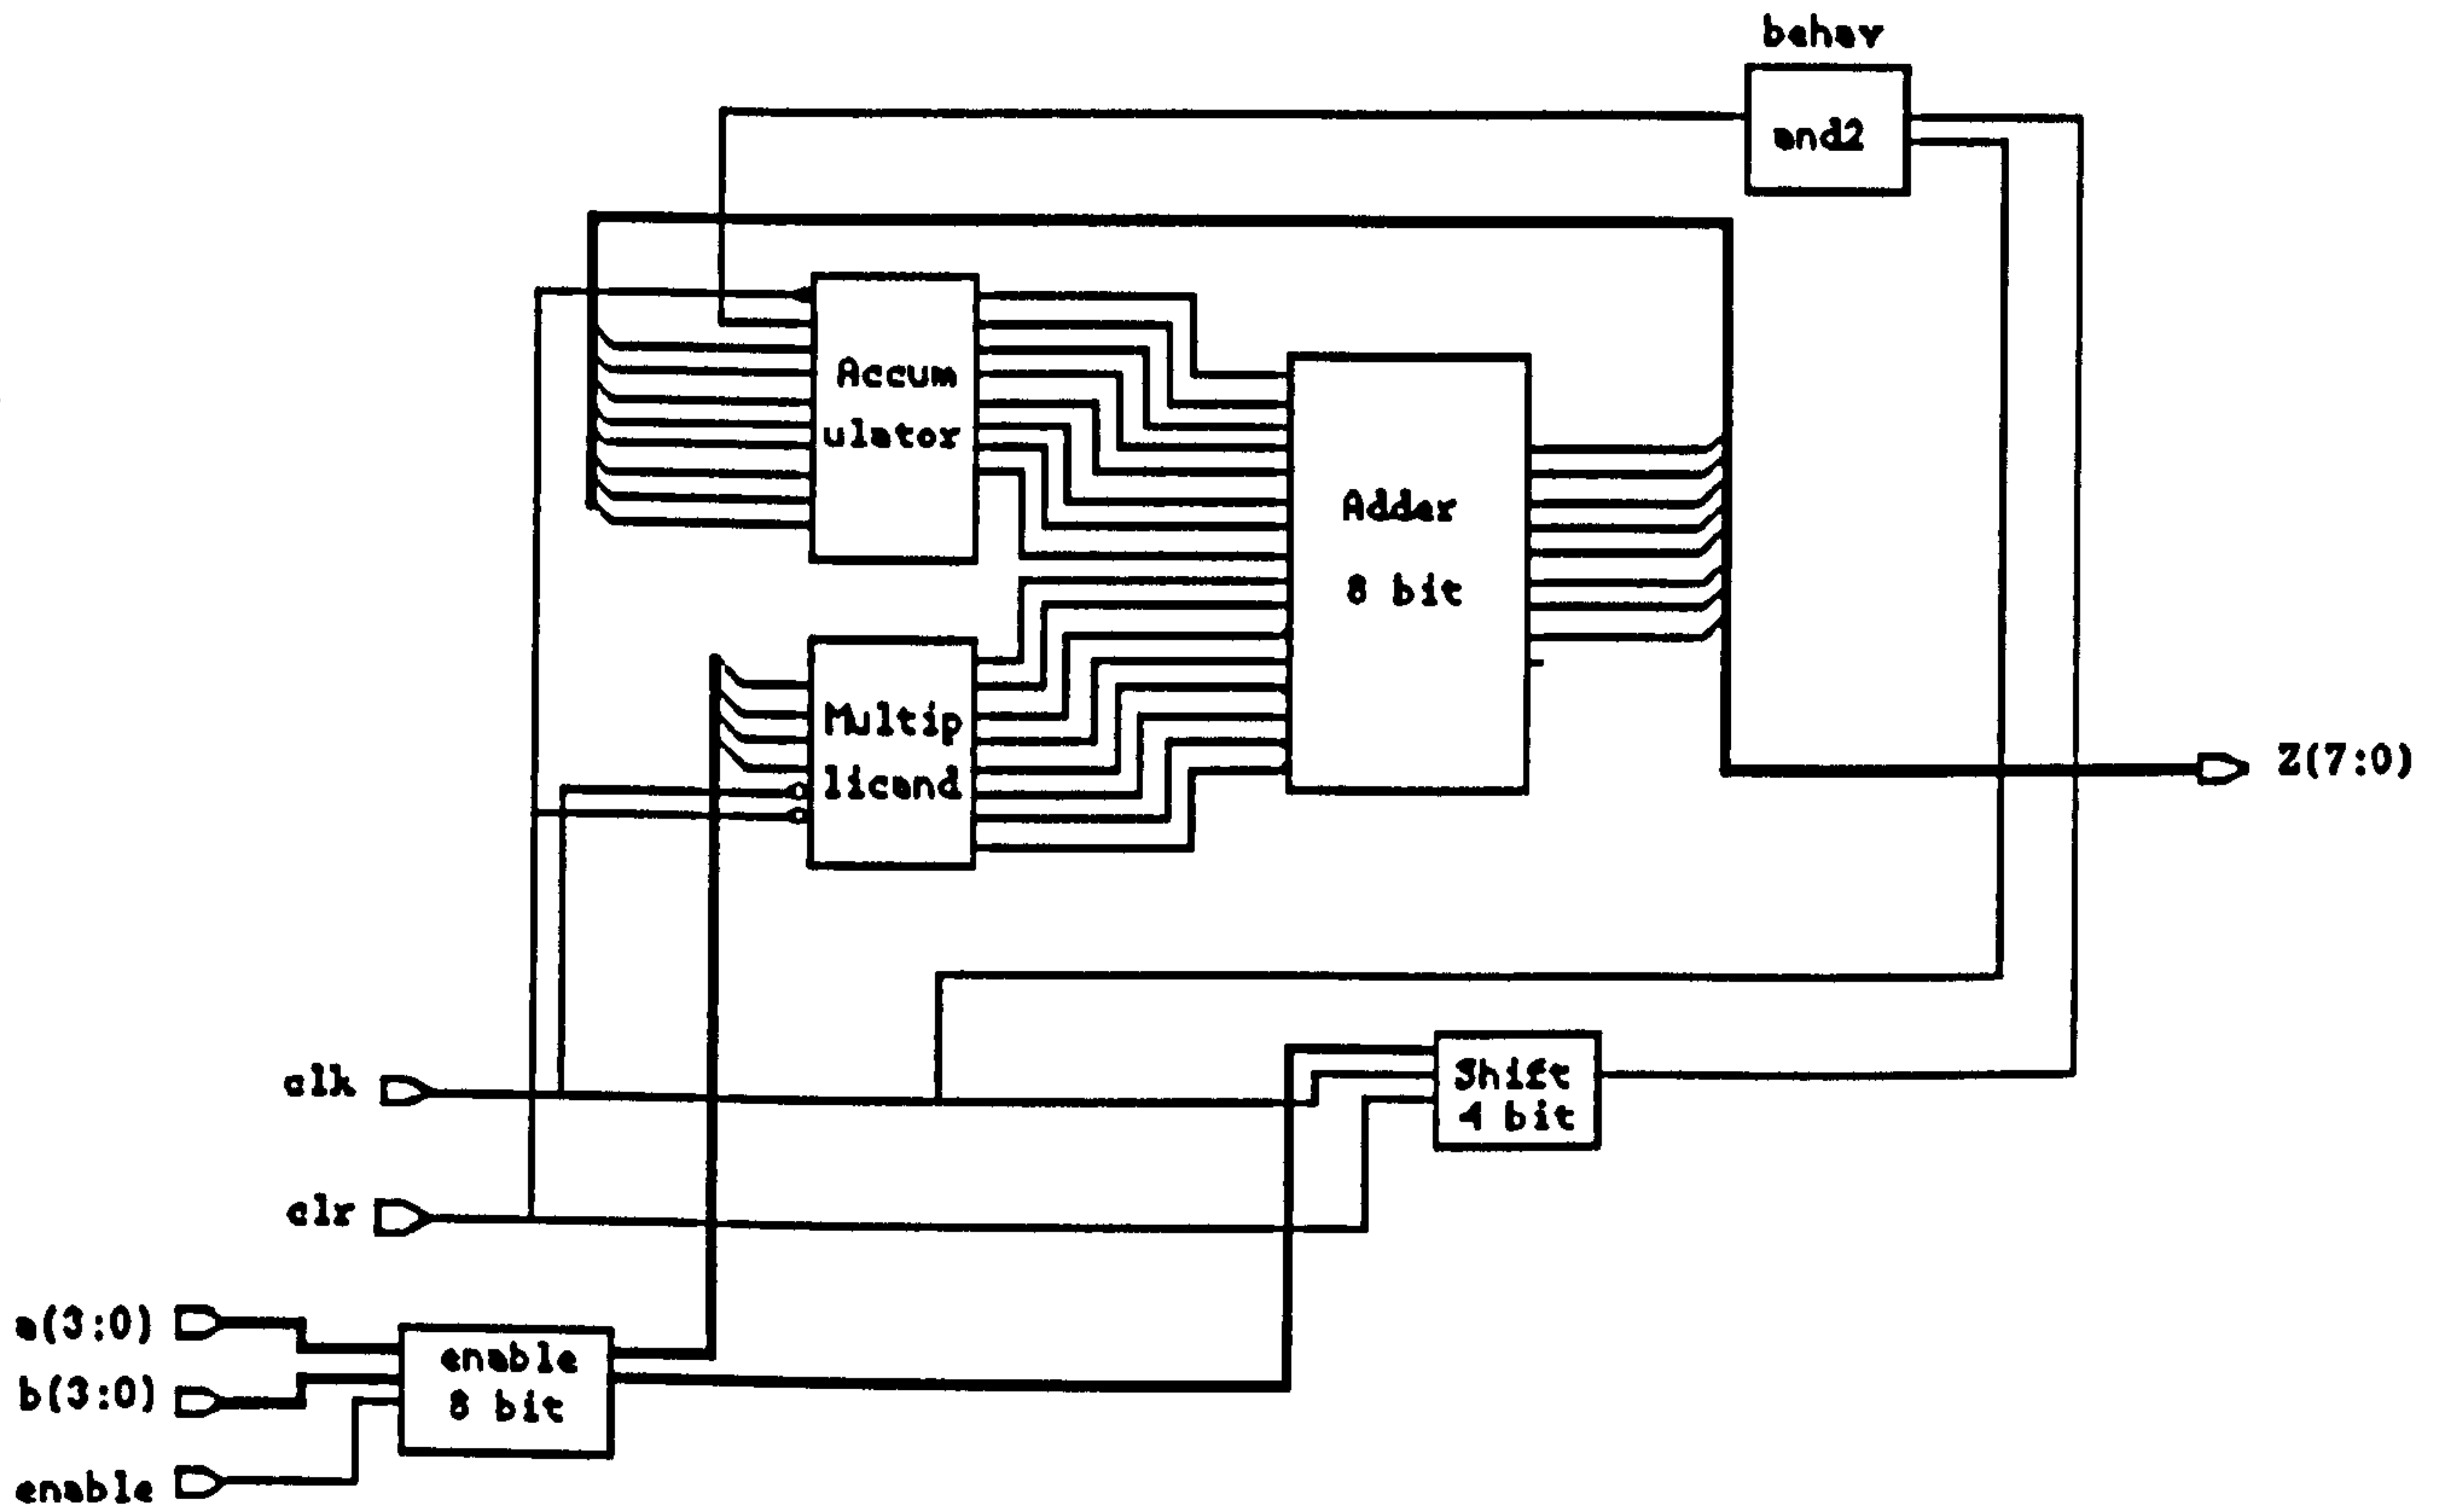 behav
and2
Accum
ulator
Adder
8 bit
Multip
licand
Z(7:0)
clk
Shift
4 bit
clr
a(3:0)
b(3:0)
enable
8 bit
enable